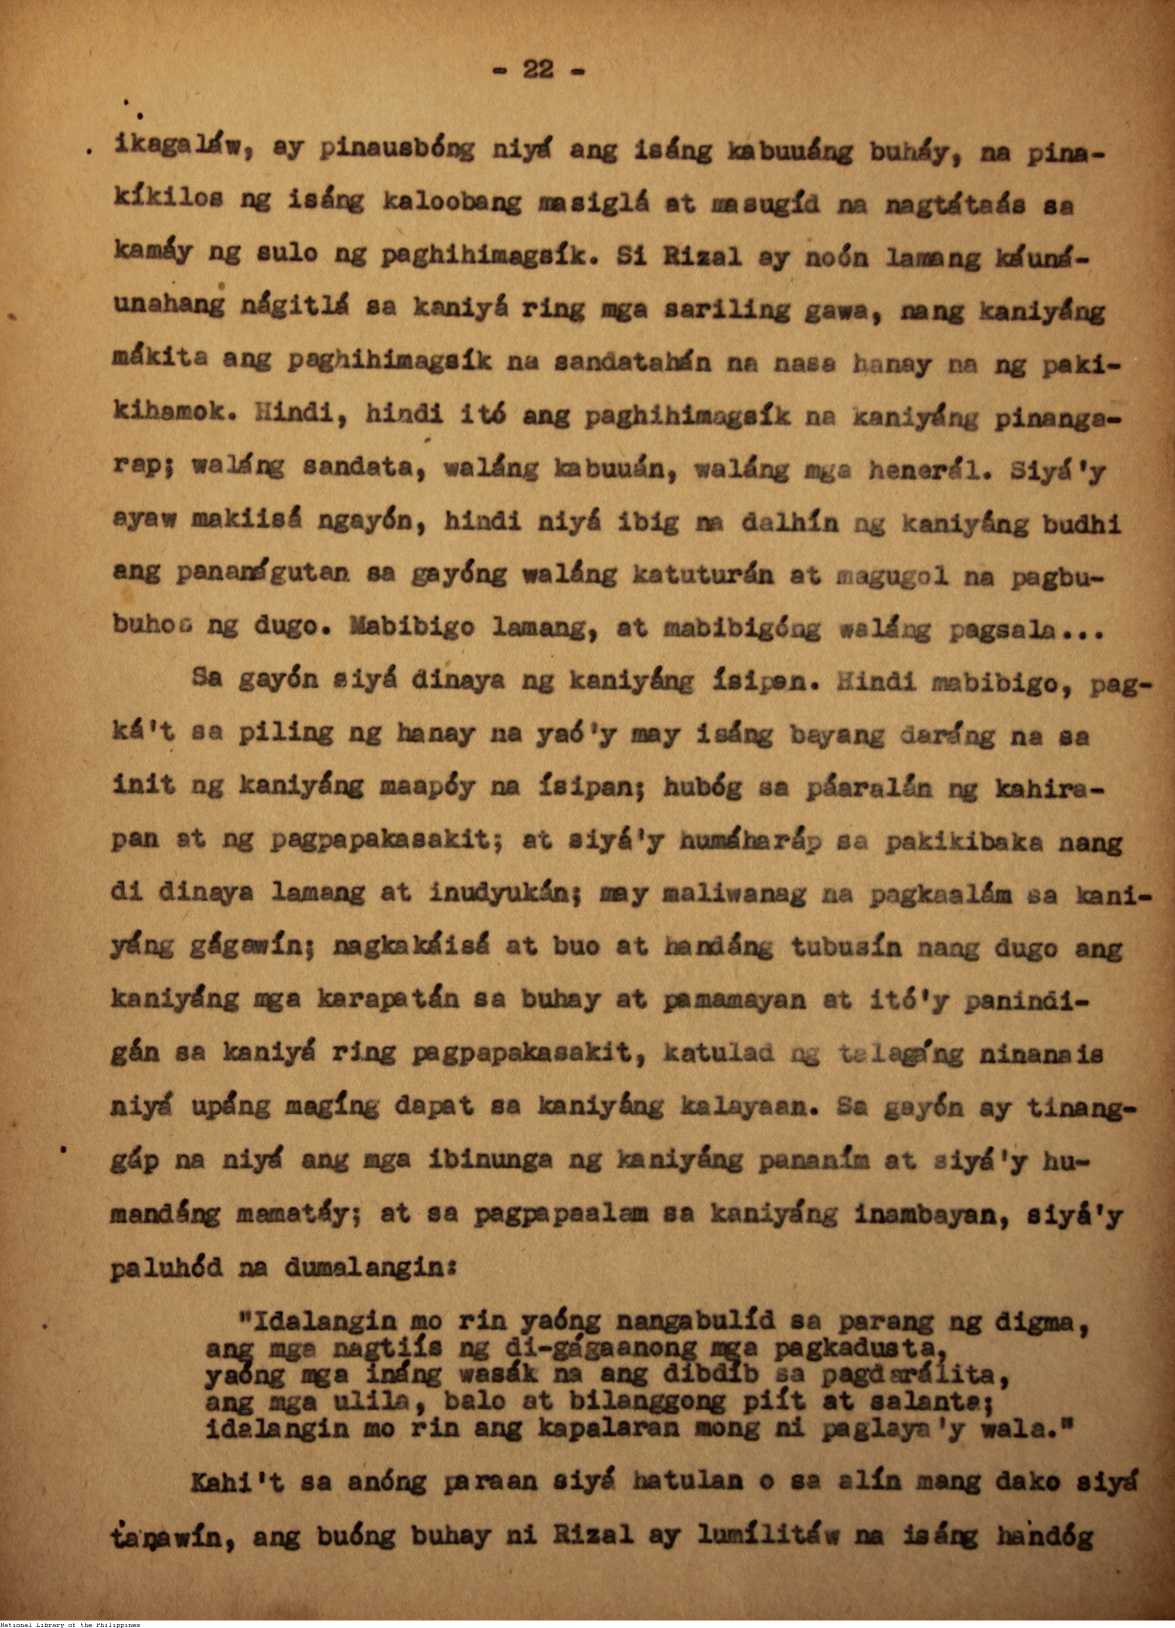 - 22 -
ikagaláw, ay pinausbóng niyá ang isáng kabuuáng buháy, na pina-
kíkilos ng isáng kaloobang masiglá at masugíd na nagtátaás sa
kamáy ng sulo ng paghihimagsík. Si Rizal ay noón lamang káuná-
unahang nágitlá sa kaniyá ring mga sariling gawa, nang kaniyáng
mákita ang paghihimagsík na sandatahán na nasa hanay na ng paki-
kihamok. Hindi, hindi itó ang paghihimagsík na kaniyáng pinanga-
rap; waláng sandata, waláng kabuuán, waláng mga henerál. Siyá'y
ayaw makiisá ngayón, hindi niyá ibig na dalhín ng kaniyáng budhi
ang pananágutan sa gayóng waláng katuturán at magugol na pagbu-
buhos ng dugo. Mabibigo lamang, at mabibigóng waláng pagsala...
Sa gayón siyá dinaya ng kaniyáng ísipan. Hindi mabibigo, pag-
ká't sa piling ng hanay na yaó'y may isáng bayang daráng na sa
init ng kaniyáng maapóy na ísipan; hubóg sa páaralán ng kahira-
pan at ng pagpapakasakit; at siyá'y humáharáp sa pakikibaka nang
di dinaya lamang at inudyukán; may maliwanag na pagkaalám sa kani-
yáng gágawín; nagkakáisá at buo at handáng tubusín nang dugo ang
kaniyáng mga karapatán sa buhay at pamamayan at itó'y panindi-
gán sa kaniyá ring pagpapakasakit, katulad ng talagáng ninanais
niyá upáng magíng dapat sa kaniyáng kalayaan. Sa gayón ay tinang-
gáp na niyá ang mga ibinunga ng kaniyáng pananím at siyá'y hu-
mandáng mamatáy; at sa pagpapaalam sa kaniyáng inambayan, siyá'y
paluhód na dumalangin:
"Idalangin mo rin yaóng nangabulíd sa parang ng digma,
ang mga nagtiís ng di-gágaanong mga pagkadusta,
yaóng mga ináng wasák na ang dibdíb sa pagdarálita,
ang mga ulila, balo at bilanggong piít at salanta;
idalangin mo rin ang kapalaran mong ni paglaya'y wala."
Kahi't sa anóng paraan siyá hatulan o sa alín mang dako siyá
tanawín, ang buóng buhay ni Rizal ay lumílitáw na isáng handóg
National Library of the Philippines